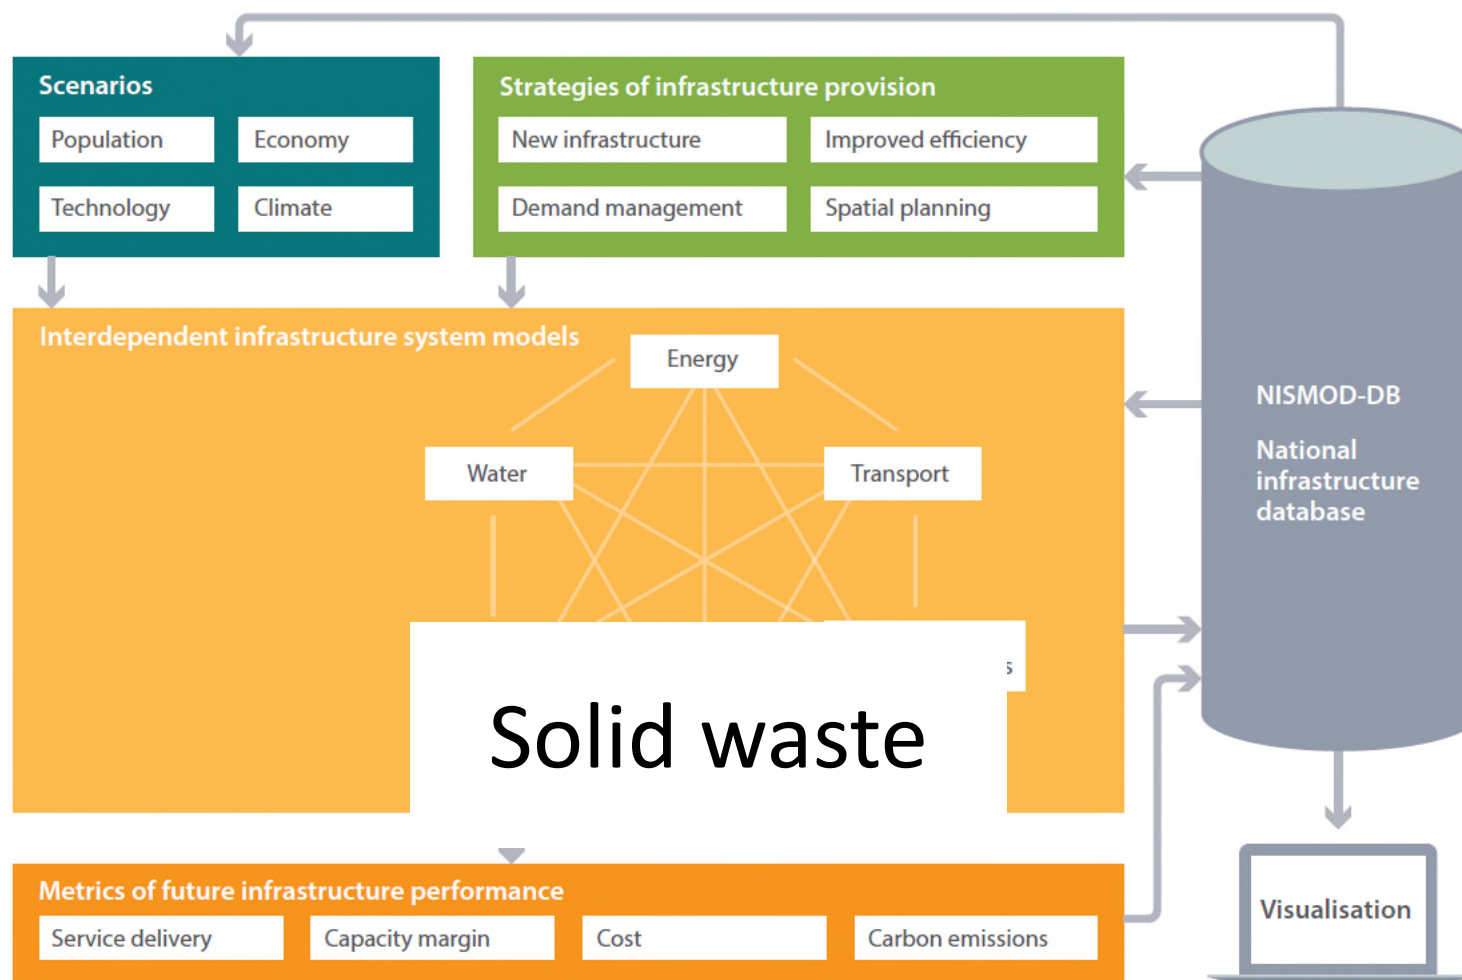 Scenarios
Population
Economy
Technology
Climate
Strategies of infrastructure provision
New infrastructure
Improved efficiency
Demand management
Spatial planning
Interdependent infrastructure system models
Energy
Water
Transport
s
Solid waste
NISMOD-DB
National
infrastructure
database
Metrics of future infrastructure performance
Service delivery
Capacity margin
Cost
Carbon emissions
Visualisation